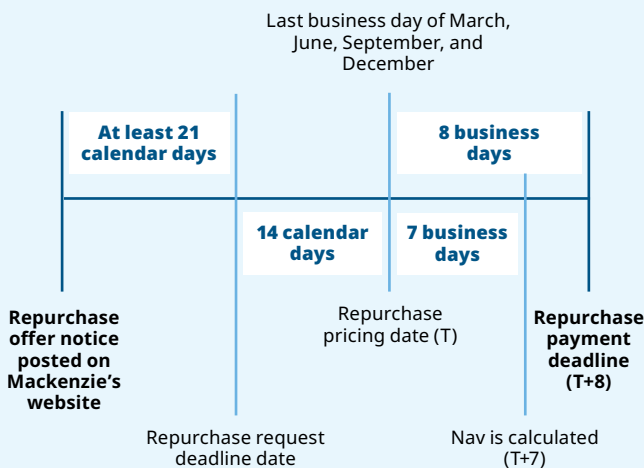 Last business day of March,
June, September, and
December
At least 21
calendar days
8 business
days
14 calendar
days
7 business
days
Repurchase
offer notice
posted on
Mackenzie’s
website
Repurchase
pricing date (T)
Repurchase
payment
deadline
(T+8)
Repurchase request
deadline date
Nav is calculated
(T+7)